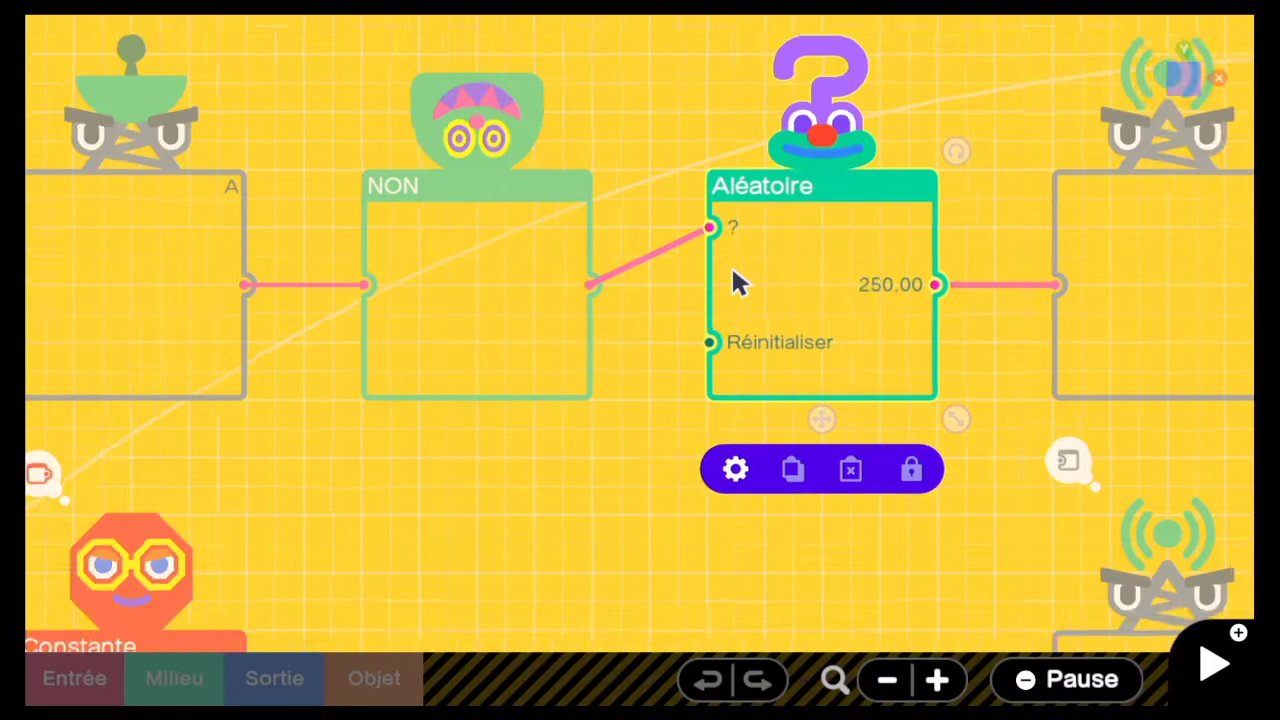 Y
X
A
NON
Aléatoire
?
250.00
Réinitialiser
Constante
Entrée
Milieu
Sortie
Objet
Pause